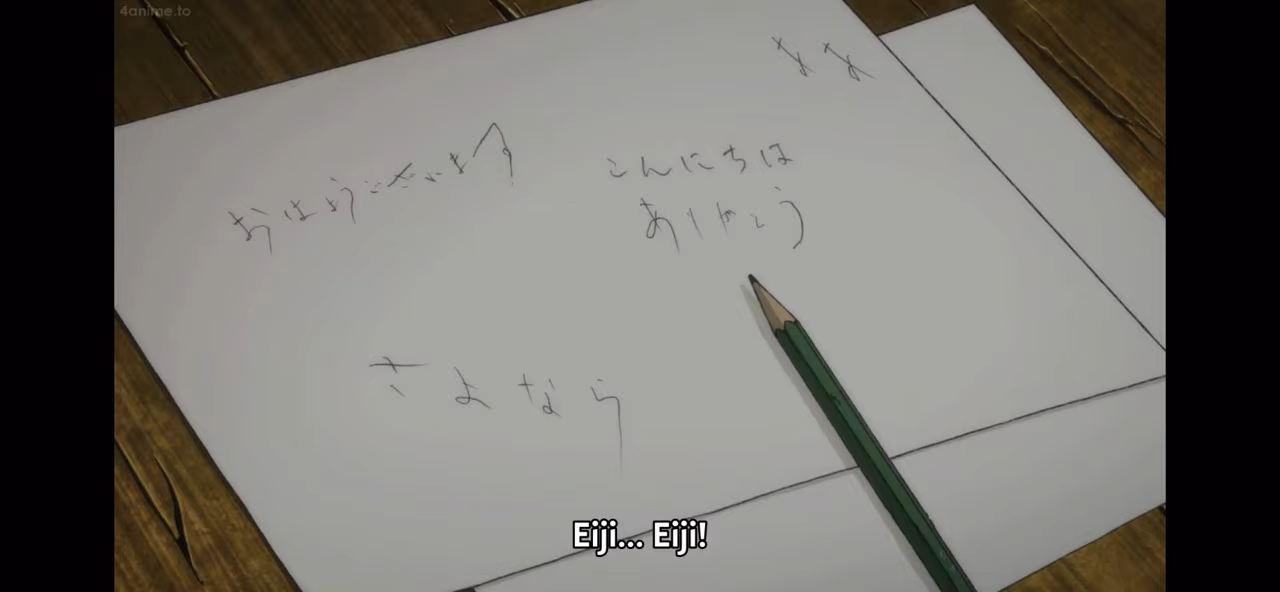 4anime.to
おはようございます
こんにちは
ありがとう
さよなら
Eiji... Eiji!